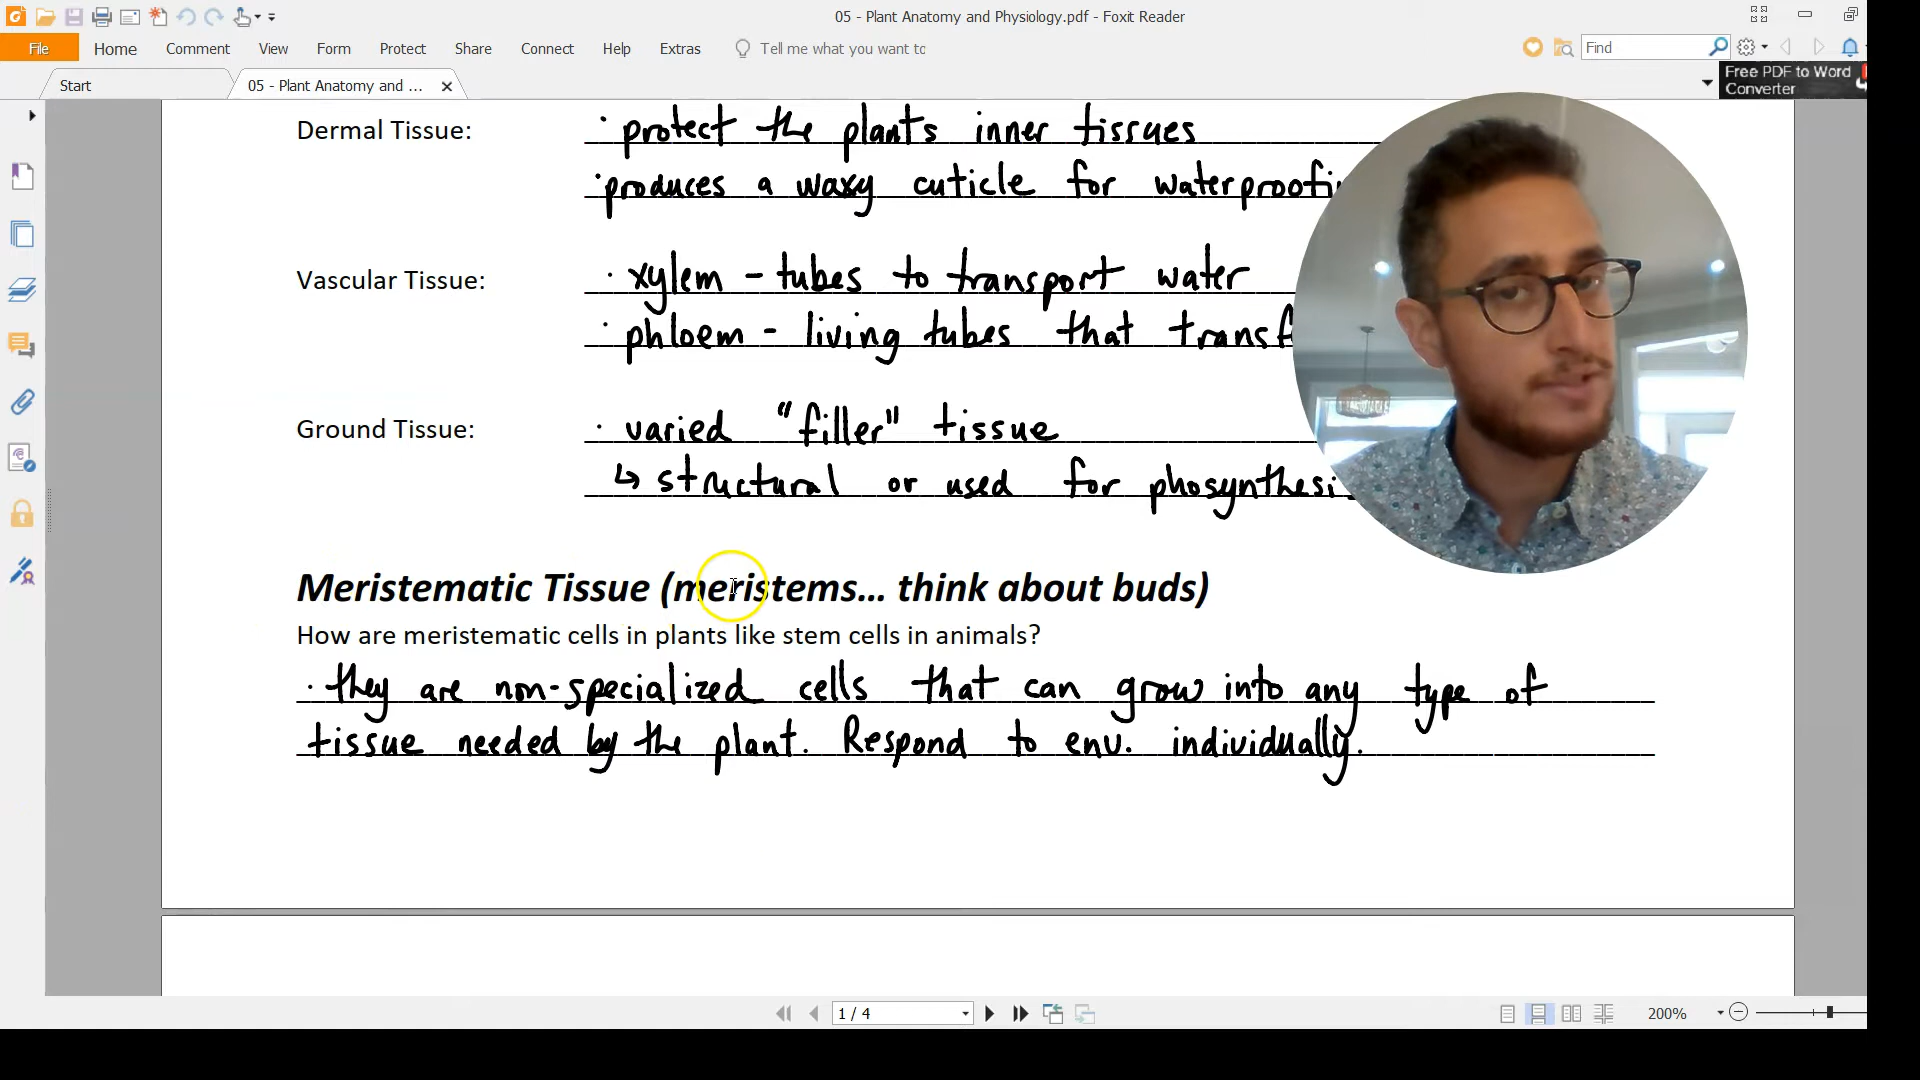 05 - Plant Anatomy and Physiology.pdf - Foxit Reader
File Home Comment View Form Protect Share Connect Help Extras Tell me what you want to Find
Start 05 - Plant Anatomy and ...
Free PDF to Word
Converter
Dermal Tissue: · protect the plants inner tissues
· produces a waxy cuticle for waterproofi
Vascular Tissue: · xylem - tubes to transport water
· phloem - living tubes that transf
Ground Tissue: · varied "filler" tissue
↳ structural or used for phosynthesi
Meristematic Tissue (meristems... think about buds)
How are meristematic cells in plants like stem cells in animals?
· they are non-specialized cells that can grow into any type of
tissue needed by the plant. Respond to env. individually.
1 / 4 200%